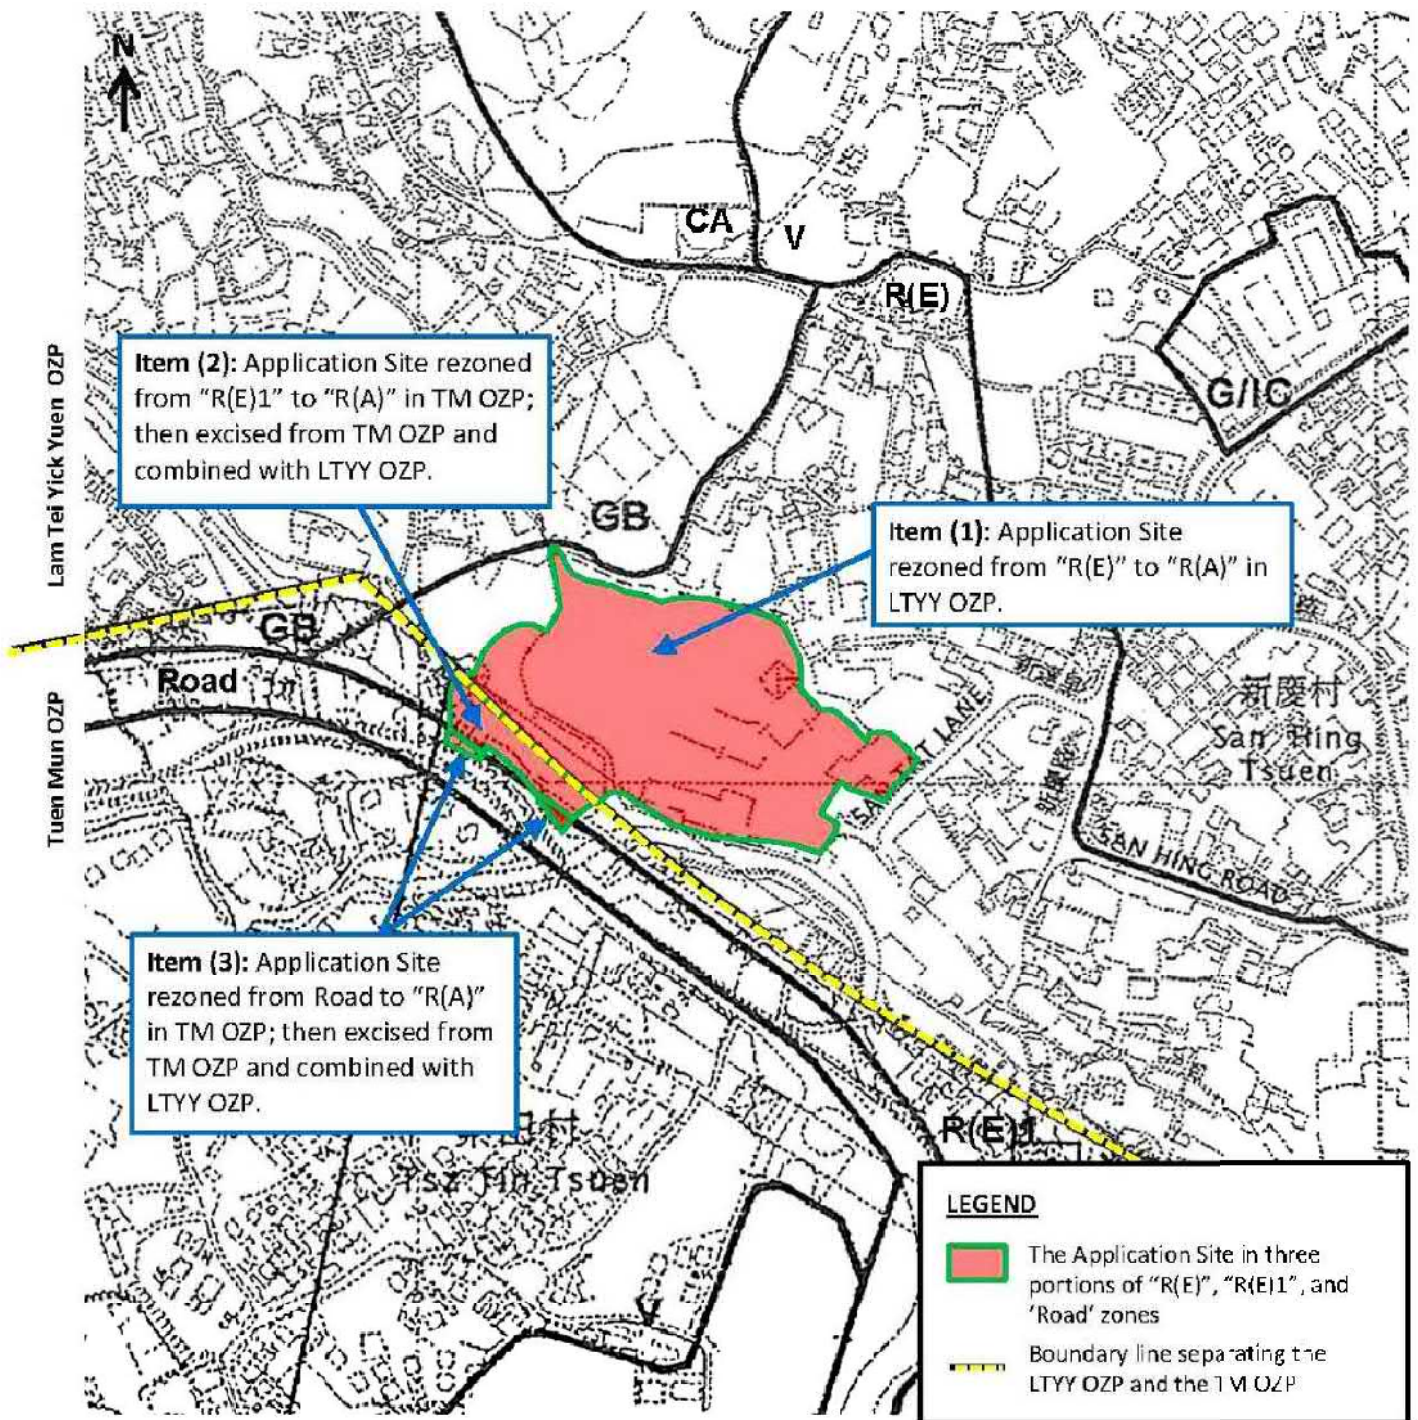 N
CA
V
R(E)
G/IC
Lam Tei Yick Yuen OZP
Item (2): Application Site rezoned
from "R(E)1" to "R(A)" in TM OZP;
then excised from TM OZP and
combined with LTYY OZP.
GB
Item (1): Application Site
rezoned from "R(E)" to "R(A)" in
LTYY OZP.
GB
Road
Tuen Mun OZP
新慶村
San Hing
Tsuen
LANE
SAN HING ROAD
Item (3): Application Site
rezoned from Road to "R(A)"
in TM OZP; then excised from
TM OZP and combined with
LTYY OZP.
R(E)1
Tsz Tin Tsuen
V
LEGEND
The Application Site in three
portions of "R(E)", "R(E)1", and
'Road' zones
Boundary line separating the
LTYY OZP and the TM OZP